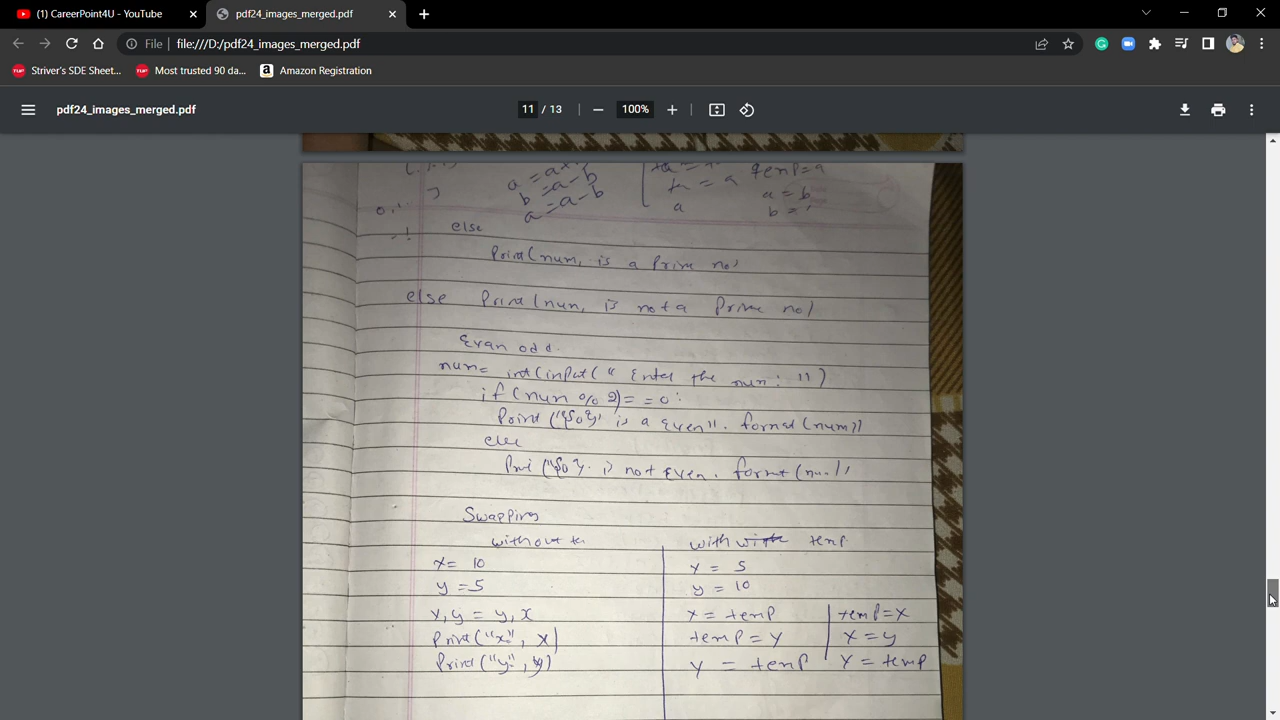 (1) CareerPoint4U - YouTube
pdf24_images_merged.pdf
File file:///D:/pdf24_images_merged.pdf
Striver's SDE Sheet...
Most trusted 90 da...
Amazon Registration
pdf24_images_merged.pdf
11 / 13
100%
b = a - b
a = a - b
a
temp = a
a = b
b =
else
Print(num, is a Prime no)
else Print(num, is not a Prime no)
Evan odd
num= int(input(" Enter the num : "))
if (num % 2) = = 0 :
Print ("{0} is a Even". format (num))
else
Print ("{0} is not Even. format (num))
Swapping
without te
x= 10
y = 5
x,y = y, x
Print("x:", x)
Print("y:", y)
with with temp
x = 5
y = 10
x = temp
temp = y
y = temp
temp = x
x = y
y = temp